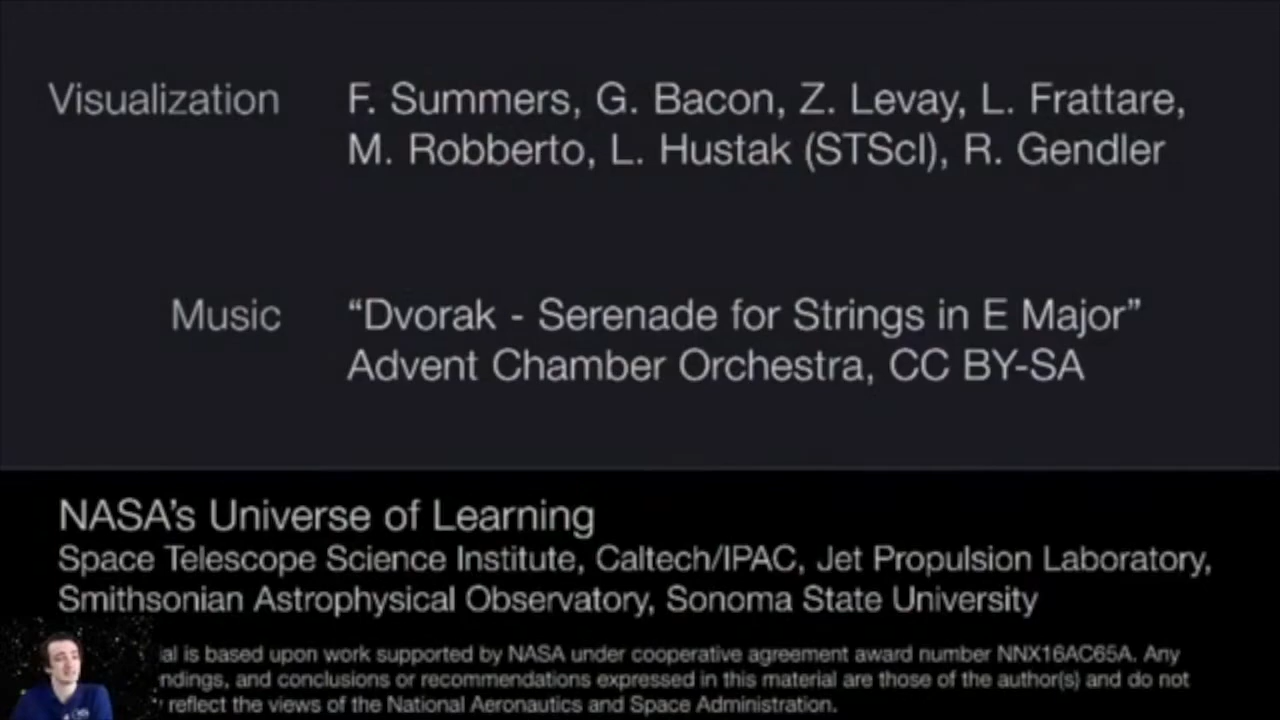 Visualization F. Summers, G. Bacon, Z. Levay, L. Frattare,
M. Robberto, L. Hustak (STScI), R. Gendler
Music “Dvorak - Serenade for Strings in E Major”
Advent Chamber Orchestra, CC BY-SA
NASA’s Universe of Learning
Space Telescope Science Institute, Caltech/IPAC, Jet Propulsion Laboratory,
Smithsonian Astrophysical Observatory, Sonoma State University
is based upon work supported by NASA under cooperative agreement award number NNX16AC65A. Any
and conclusions or recommendations expressed in this material are those of the author(s) and do not
reflect the views of the National Aeronautics and Space Administration.